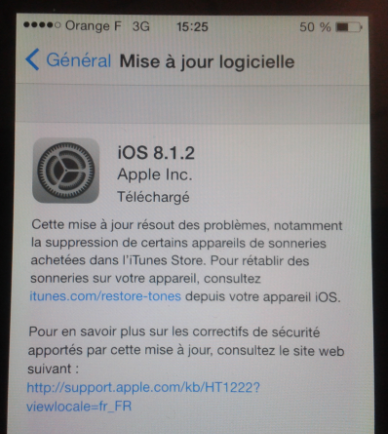 Orange F 3G 15:25 50 %
Général Mise à jour logicielle
iOS 8.1.2
Apple Inc.
Téléchargé
Cette mise à jour résout des problèmes, notamment
la suppression de certains appareils de sonneries
achetées dans l'iTunes Store. Pour rétablir des
sonneries sur votre appareil, consultez
itunes.com/restore-tones depuis votre appareil iOS.
Pour en savoir plus sur les correctifs de sécurité
apportés par cette mise à jour, consultez le site web
suivant :
http://support.apple.com/kb/HT1222?
viewlocale=fr_FR